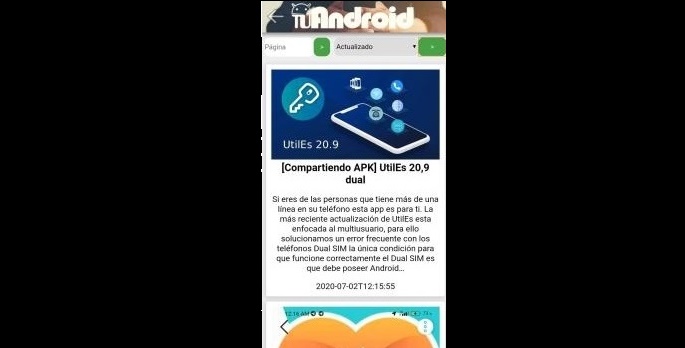 TUAndroid
Página
>
Actualizado
>
UtilEs 20.9
[Compartiendo APK] UtilEs 20,9
dual
Si eres de las personas que tiene más de una
línea en su teléfono esta app es para ti. La
más reciente actualización de UtilEs esta
enfocada al multiusuario, para ello
solucionamos un error frecuente con los
teléfonos Dual SIM la única condición para
que funcione correctamente el Dual SIM es
que debe poseer Android...
2020-07-02T12:15:55
12:16 AM